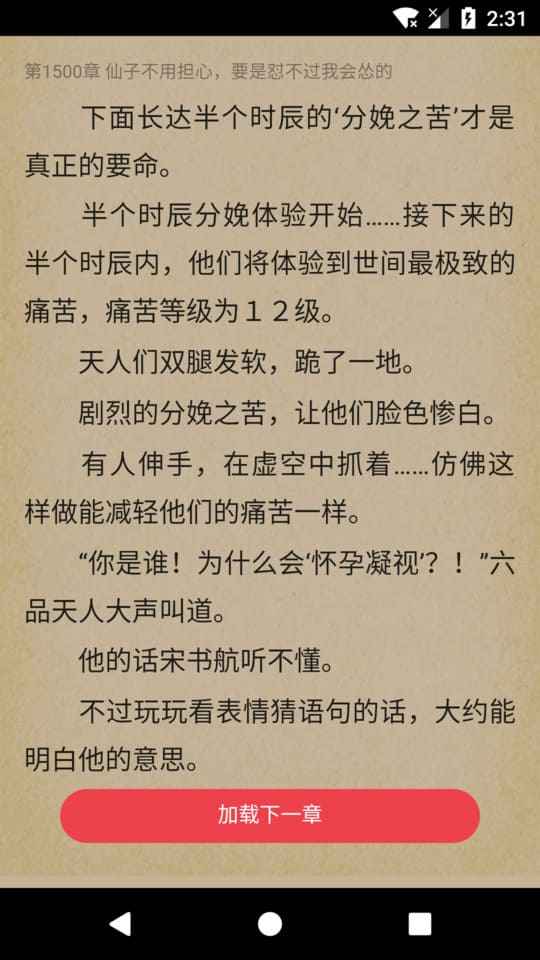 2:31
第1500章 仙子不用担心，要是怼不过我会怂的
下面长达半个时辰的‘分娩之苦’才是
真正的要命。
半个时辰分娩体验开始……接下来的
半个时辰内，他们将体验到世间最极致的
痛苦，痛苦等级为１２级。
天人们双腿发软，跪了一地。
剧烈的分娩之苦，让他们脸色惨白。
有人伸手，在虚空中抓着……仿佛这
样做能减轻他们的痛苦一样。
“你是谁！为什么会‘怀孕凝视’？！”六
品天人大声叫道。
他的话宋书航听不懂。
不过玩玩看表情猜语句的话，大约能
明白他的意思。
加载下一章